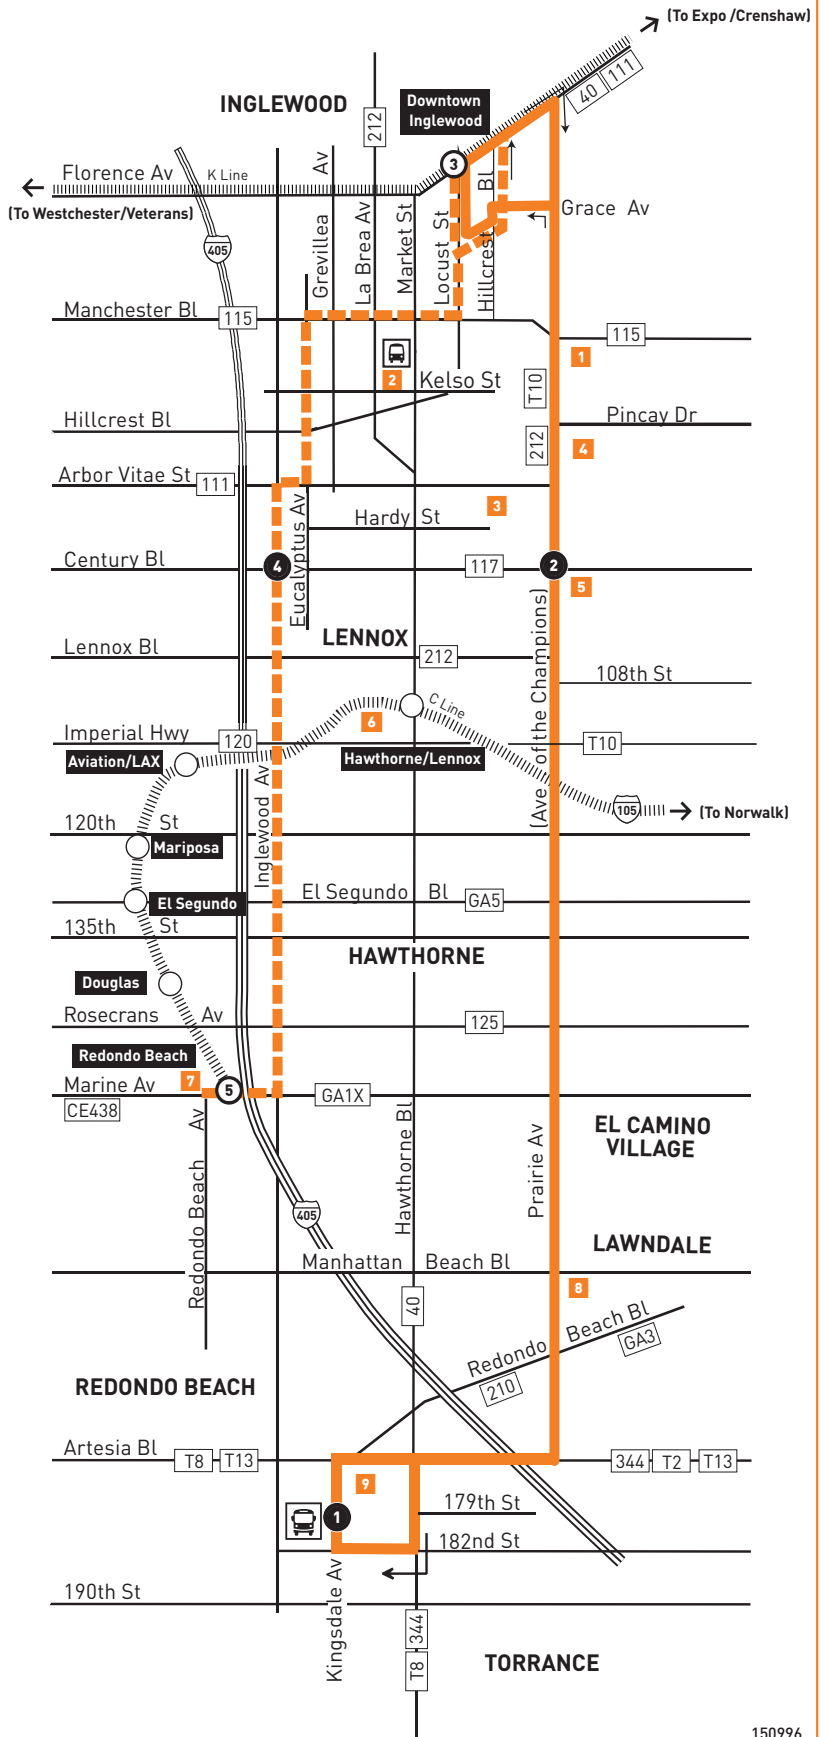 (To Expo /Crenshaw)
40
111
INGLEWOOD
Downtown
Inglewood
212
3
Florence Av
K Line
(To Westchester/Veterans)
405
Grevillea Av
La Brea Av
Market St
Locust St
Hillcrest Bl
Grace Av
Manchester Bl
115
115
1
2
Kelso St
T10
Hillcrest Bl
Pincay Dr
212
4
Arbor Vitae St
111
3
Eucalyptus Av
Hardy St
Century Bl
4
117
2
5
LENNOX
Lennox Bl
212
(Ave of the Champions)
108th St
C Line
6
Imperial Hwy
120
T10
Aviation/LAX
Hawthorne/Lennox
105
(To Norwalk)
120th St
Inglewood Av
Mariposa
El Segundo
El Segundo Bl
GA5
135th St
HAWTHORNE
Douglas
Rosecrans Av
125
Redondo Beach
7
Marine Av
5
GA1X
CE438
Redondo Beach Av
Hawthorne Bl
Prairie Av
EL CAMINO
VILLAGE
405
LAWNDALE
Manhattan Beach Bl
8
40
Redondo Beach Bl
GA3
210
REDONDO BEACH
Artesia Bl
T8
T13
344
T2
T13
9
179th St
1
182nd St
Kingsdale Av
190th St
344
T8
TORRANCE
150996